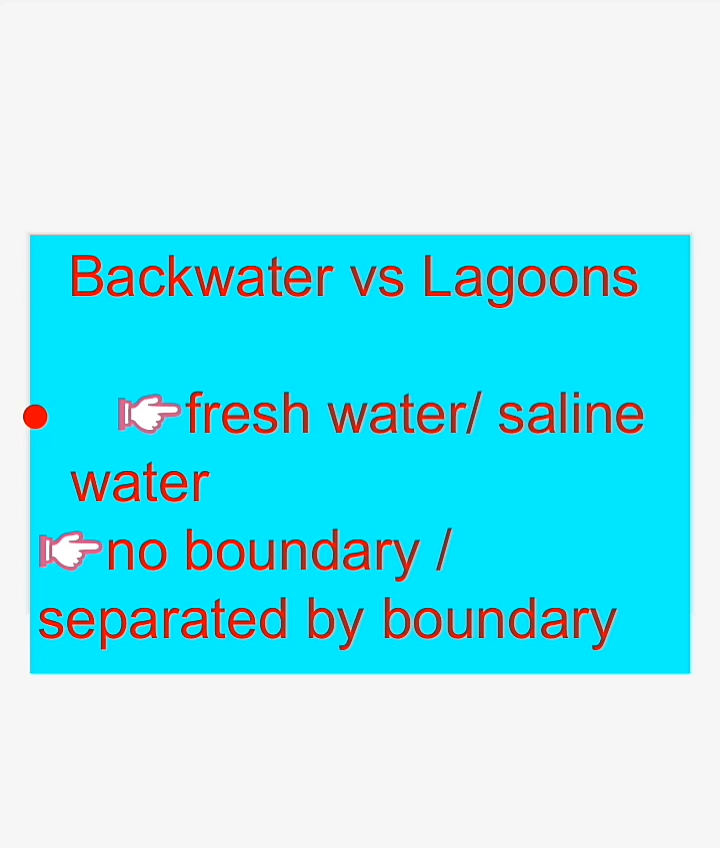 Backwater vs Lagoons
• 👉fresh water/ saline
water
👉no boundary /
separated by boundary